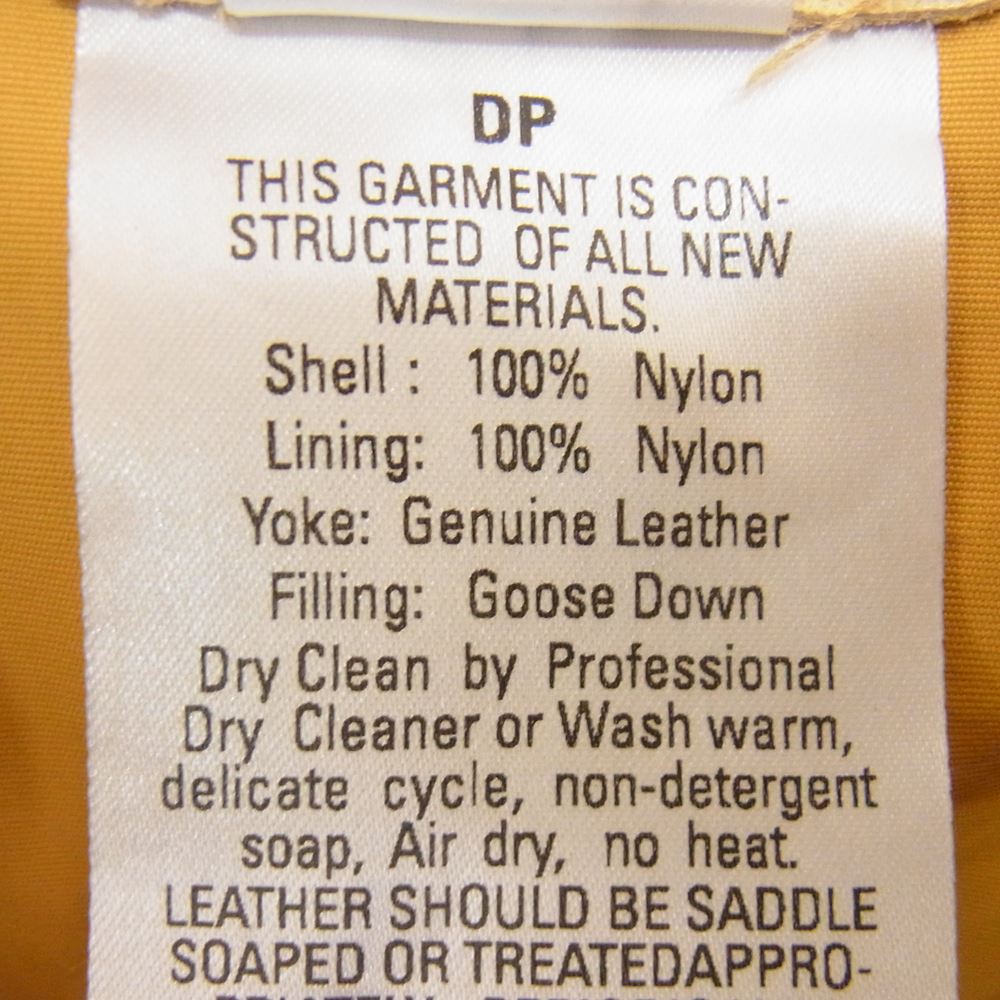 DP
THIS GARMENT IS CON-
STRUCTED OF ALL NEW
MATERIALS.
Shell : 100% Nylon
Lining: 100% Nylon
Yoke: Genuine Leather
Filling: Goose Down
Dry Clean by Professional
Dry Cleaner or Wash warm,
delicate cycle, non-detergent
soap, Air dry, no heat.
LEATHER SHOULD BE SADDLE
SOAPED OR TREATEDAPPRO-